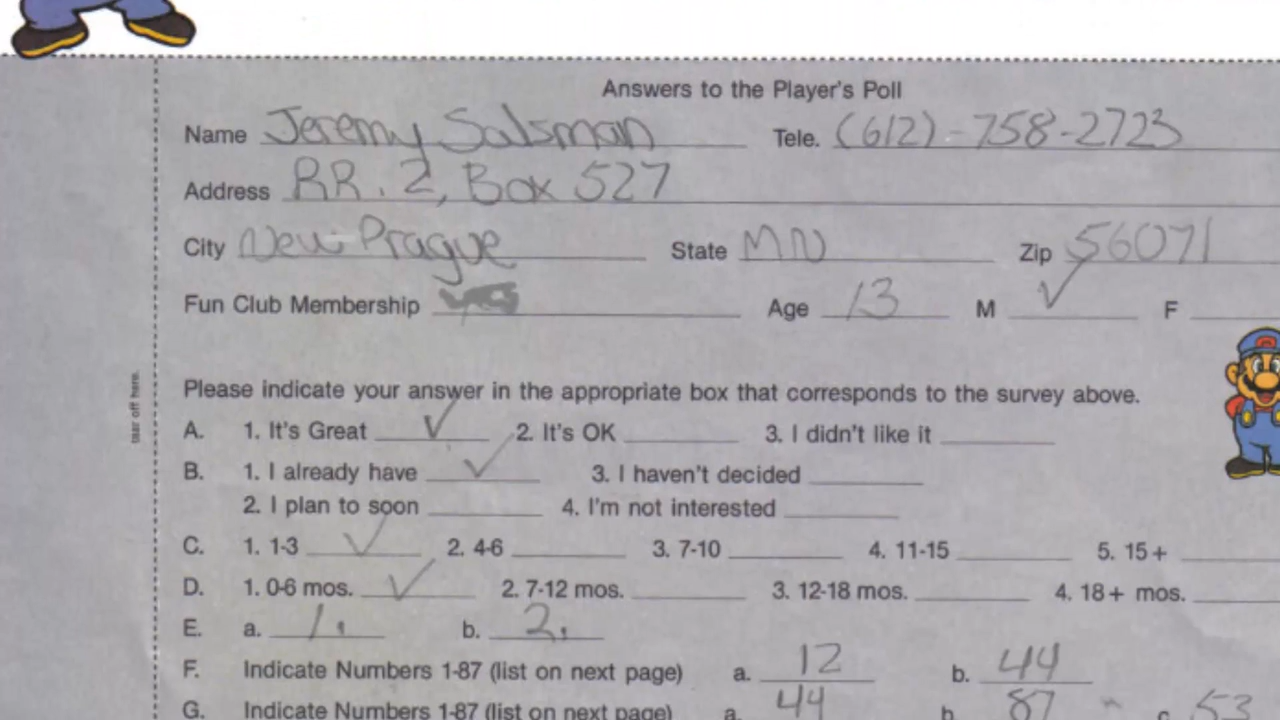 Answers to the Player's Poll
Name Jeremy Salsman Tele. (612)-758-2723
Address RR. 2, Box 527
City New Prague State MN Zip 56071
Fun Club Membership Age 13 M ✓ F
Please indicate your answer in the appropriate box that corresponds to the survey above.
tear off here.
A. 1. It's Great ✓ 2. It's OK 3. I didn't like it
B. 1. I already have ✓ 3. I haven't decided
2. I plan to soon 4. I'm not interested
C. 1. 1-3 ✓ 2. 4-6 3. 7-10 4. 11-15 5. 15+
D. 1. 0-6 mos. ✓ 2. 7-12 mos. 3. 12-18 mos. 4. 18+ mos.
E. a. 1. b. 2.
F. Indicate Numbers 1-87 (list on next page) a. 12 b. 44
G. Indicate Numbers 1-87 (list on next page) a. 44 b. 87 c. 53